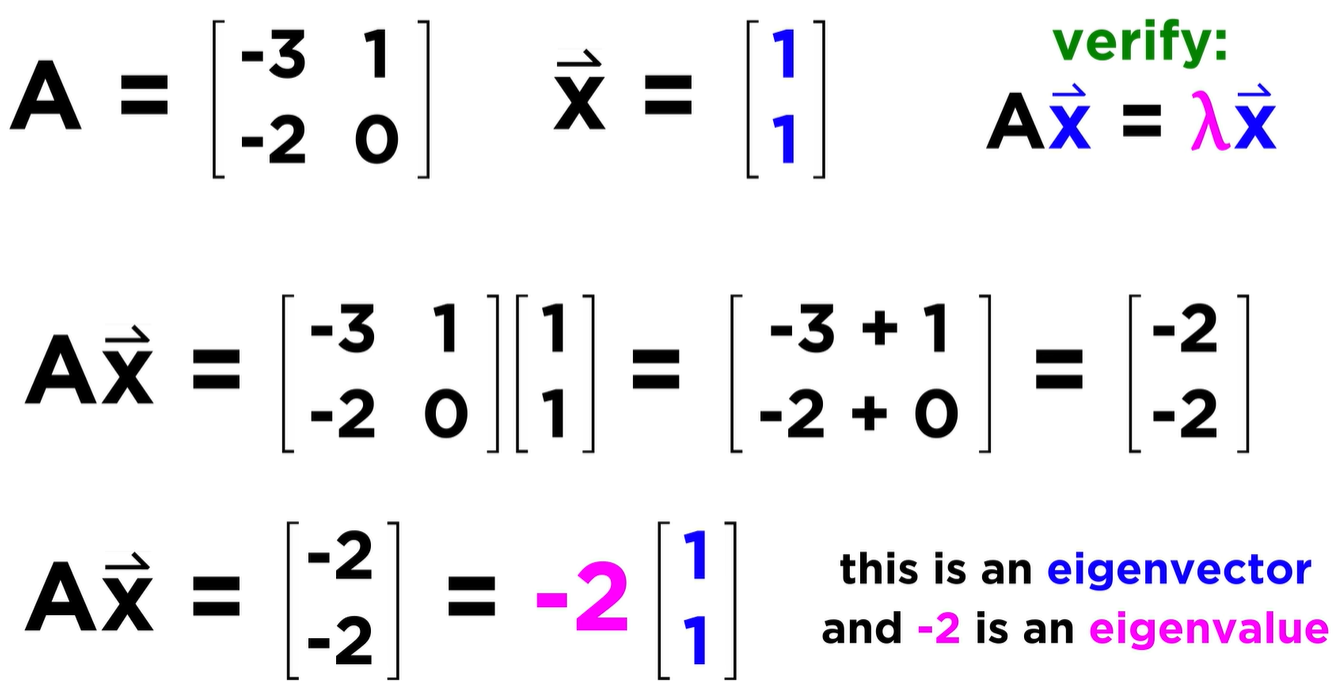 A = [ -3 1 ; -2 0 ] x⃗ = [ 1 ; 1 ] verify:
Ax⃗ = λx⃗
Ax⃗ = [ -3 1 ; -2 0 ] [ 1 ; 1 ] = [ -3 + 1 ; -2 + 0 ] = [ -2 ; -2 ]
Ax⃗ = [ -2 ; -2 ] = -2 [ 1 ; 1 ]
this is an eigenvector
and -2 is an eigenvalue